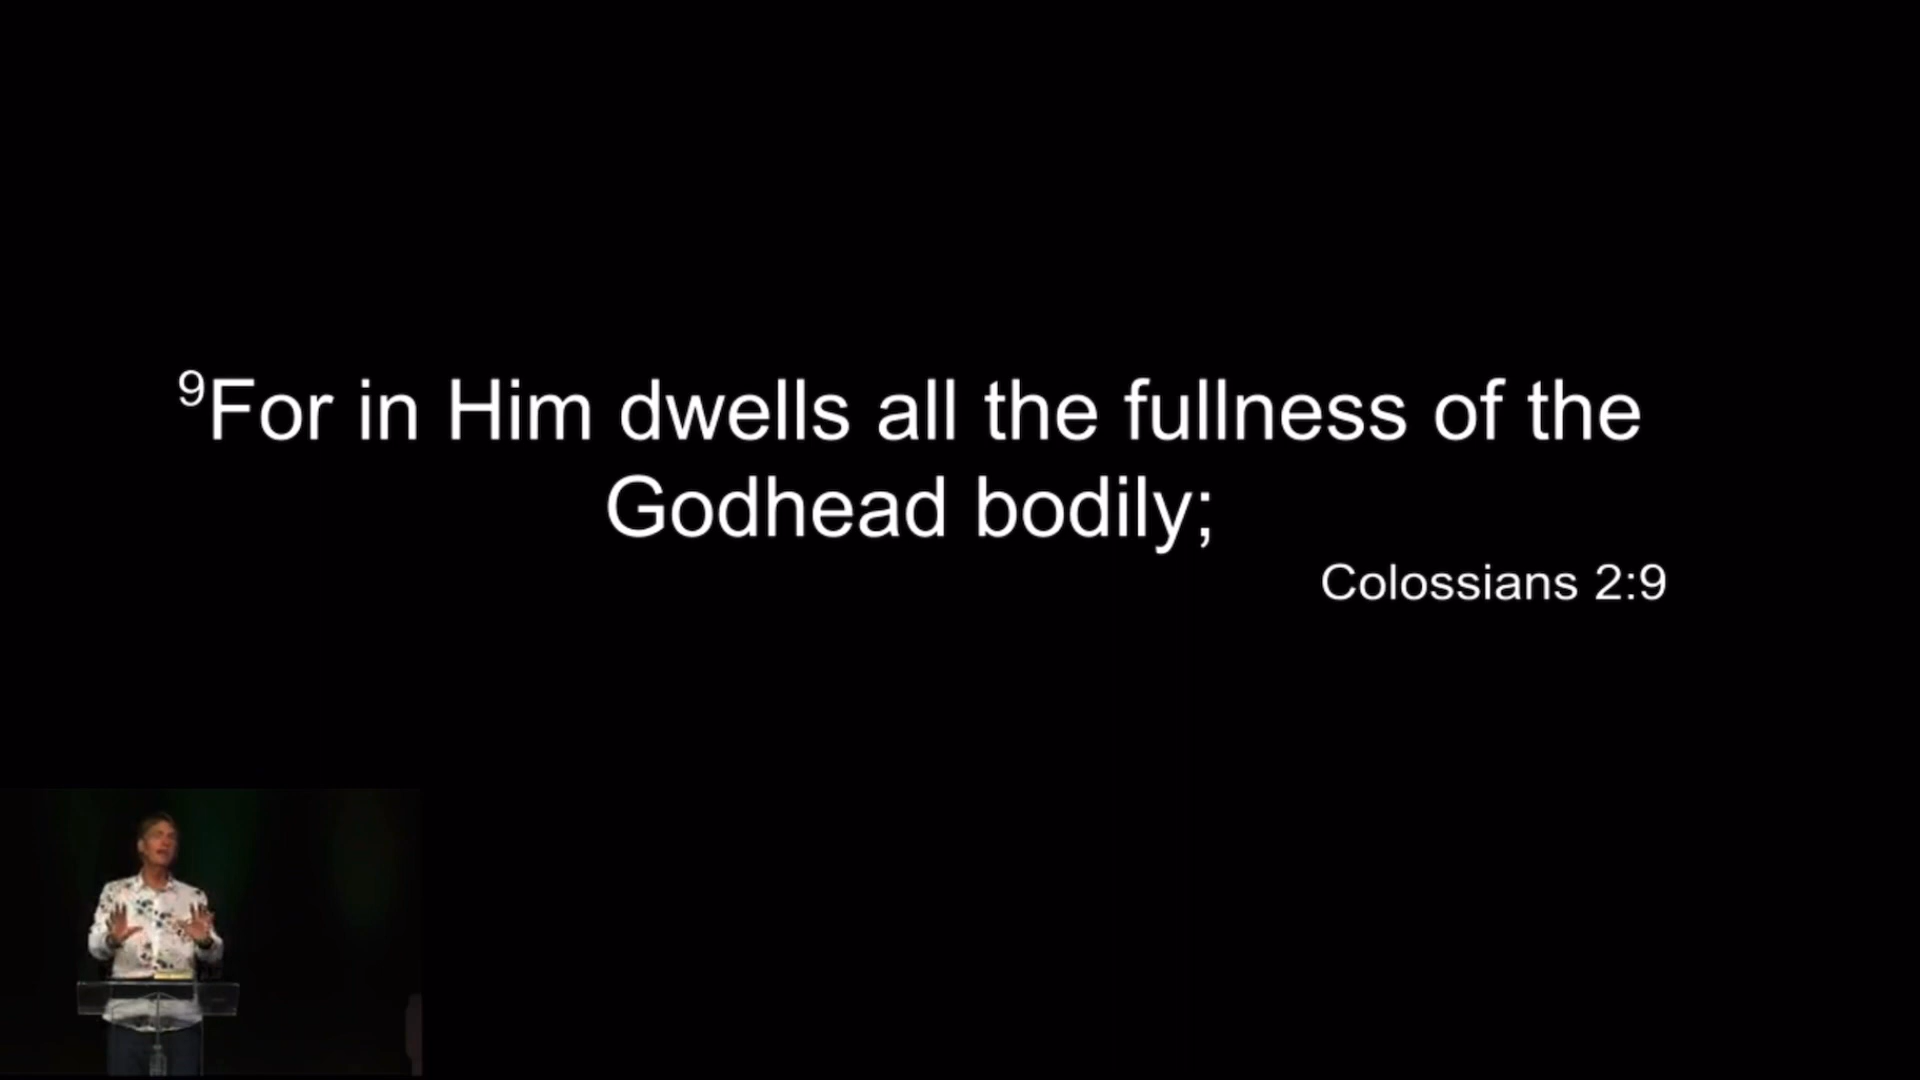 ⁹For in Him dwells all the fullness of the
Godhead bodily;
Colossians 2:9